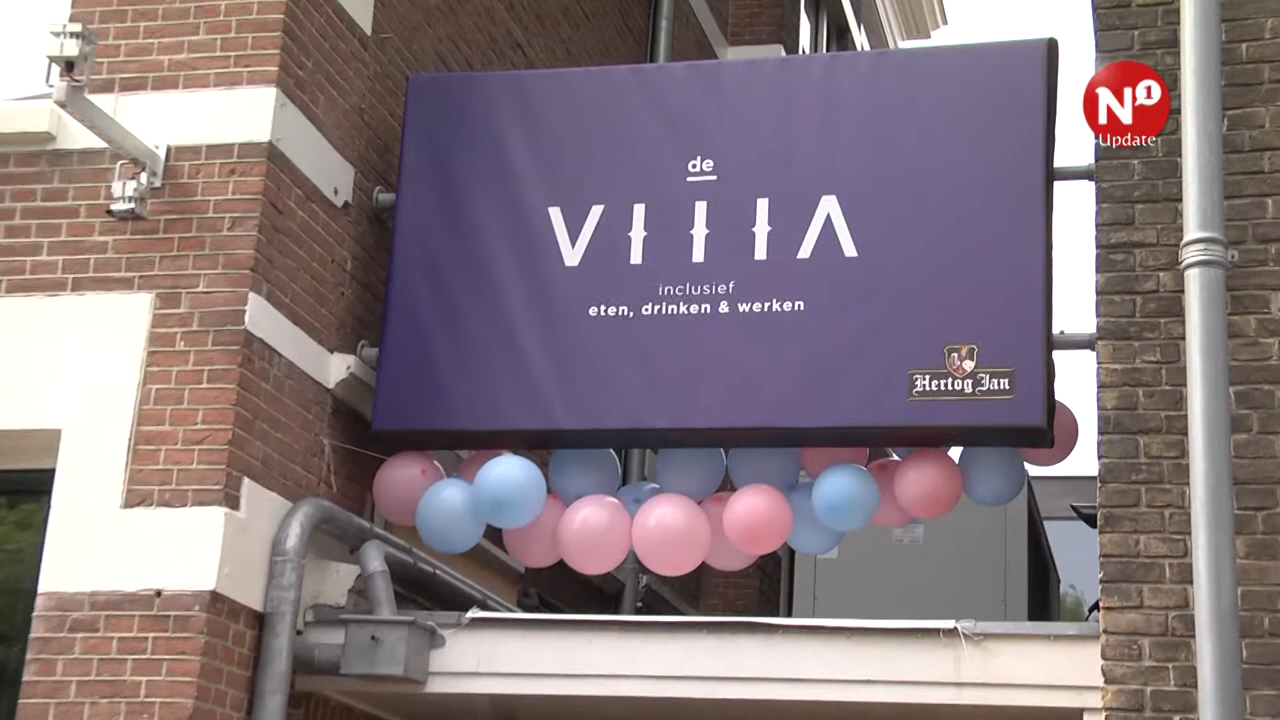 N1
Update
de
VIIIA
inclusief
eten, drinken & werken
Hertog Jan